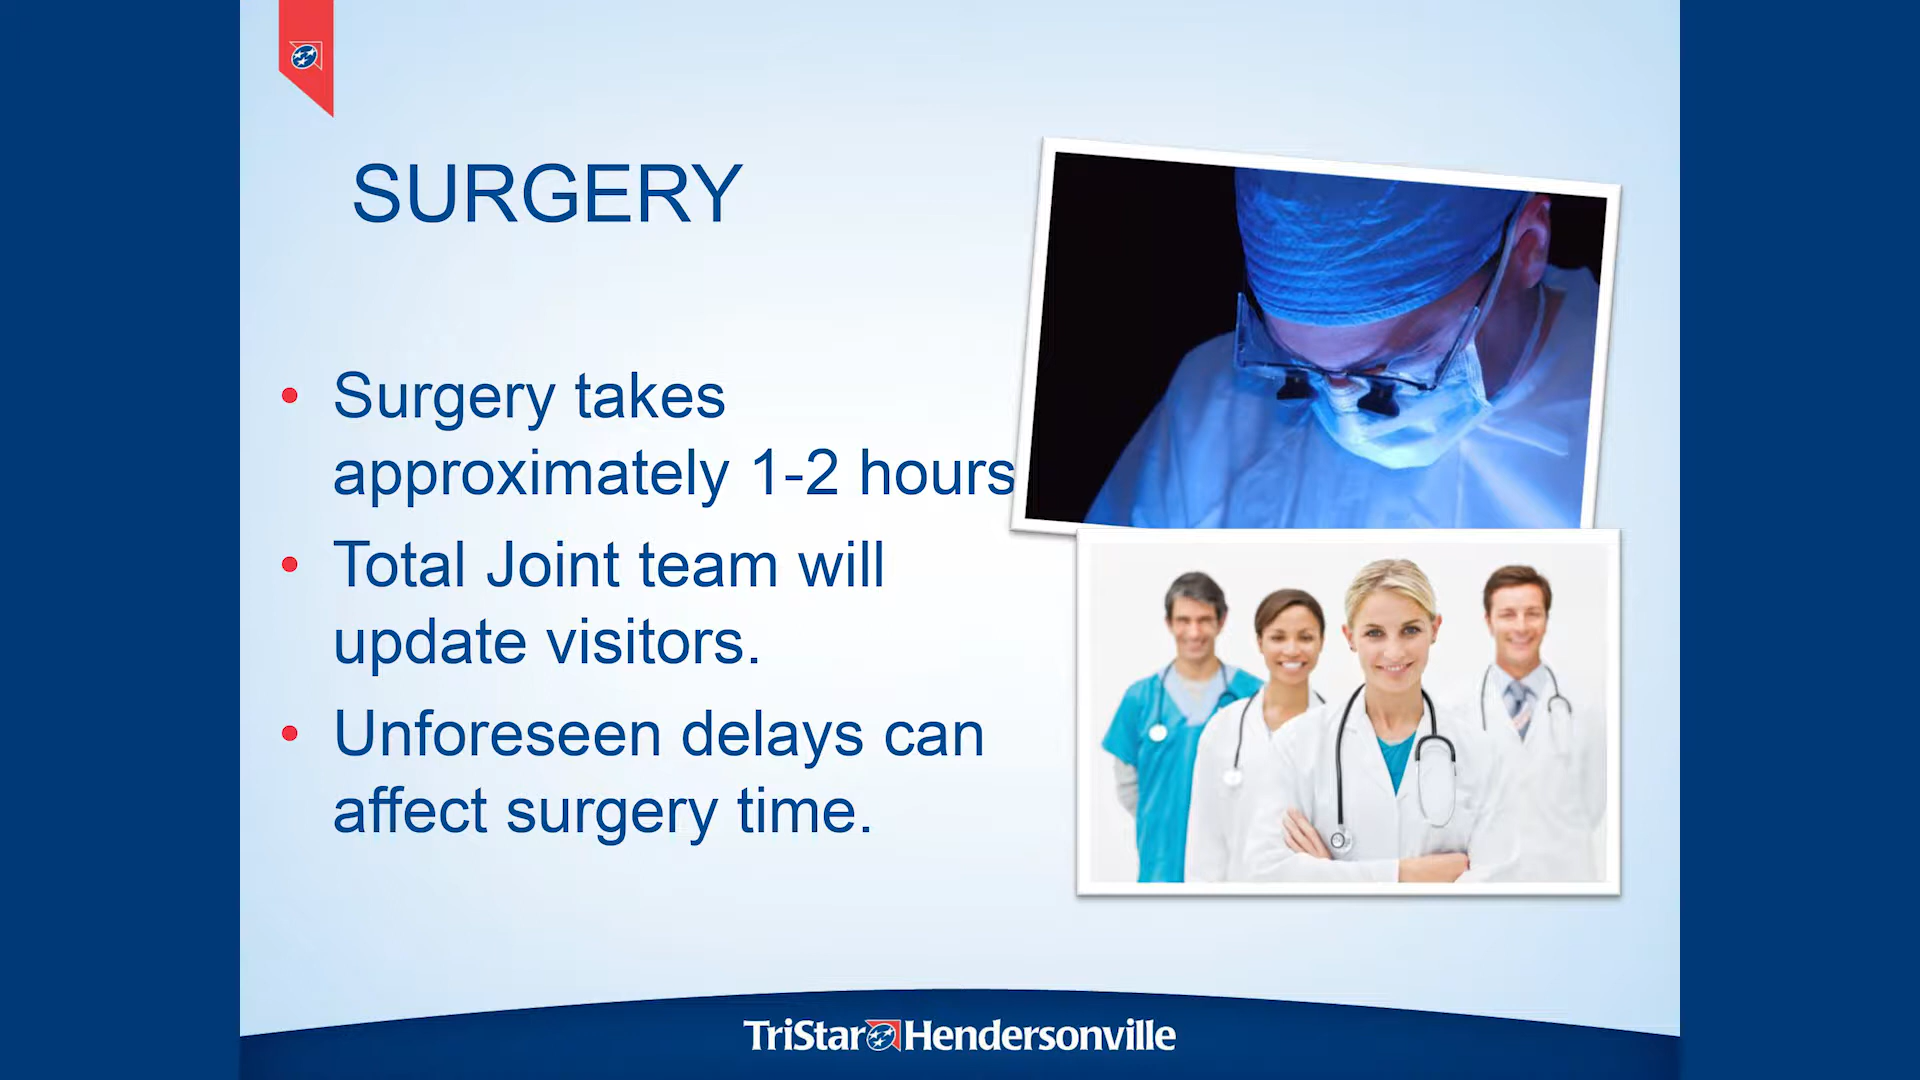 SURGERY
• Surgery takes
approximately 1-2 hours
• Total Joint team will
update visitors.
• Unforeseen delays can
affect surgery time.
TriStar Hendersonville